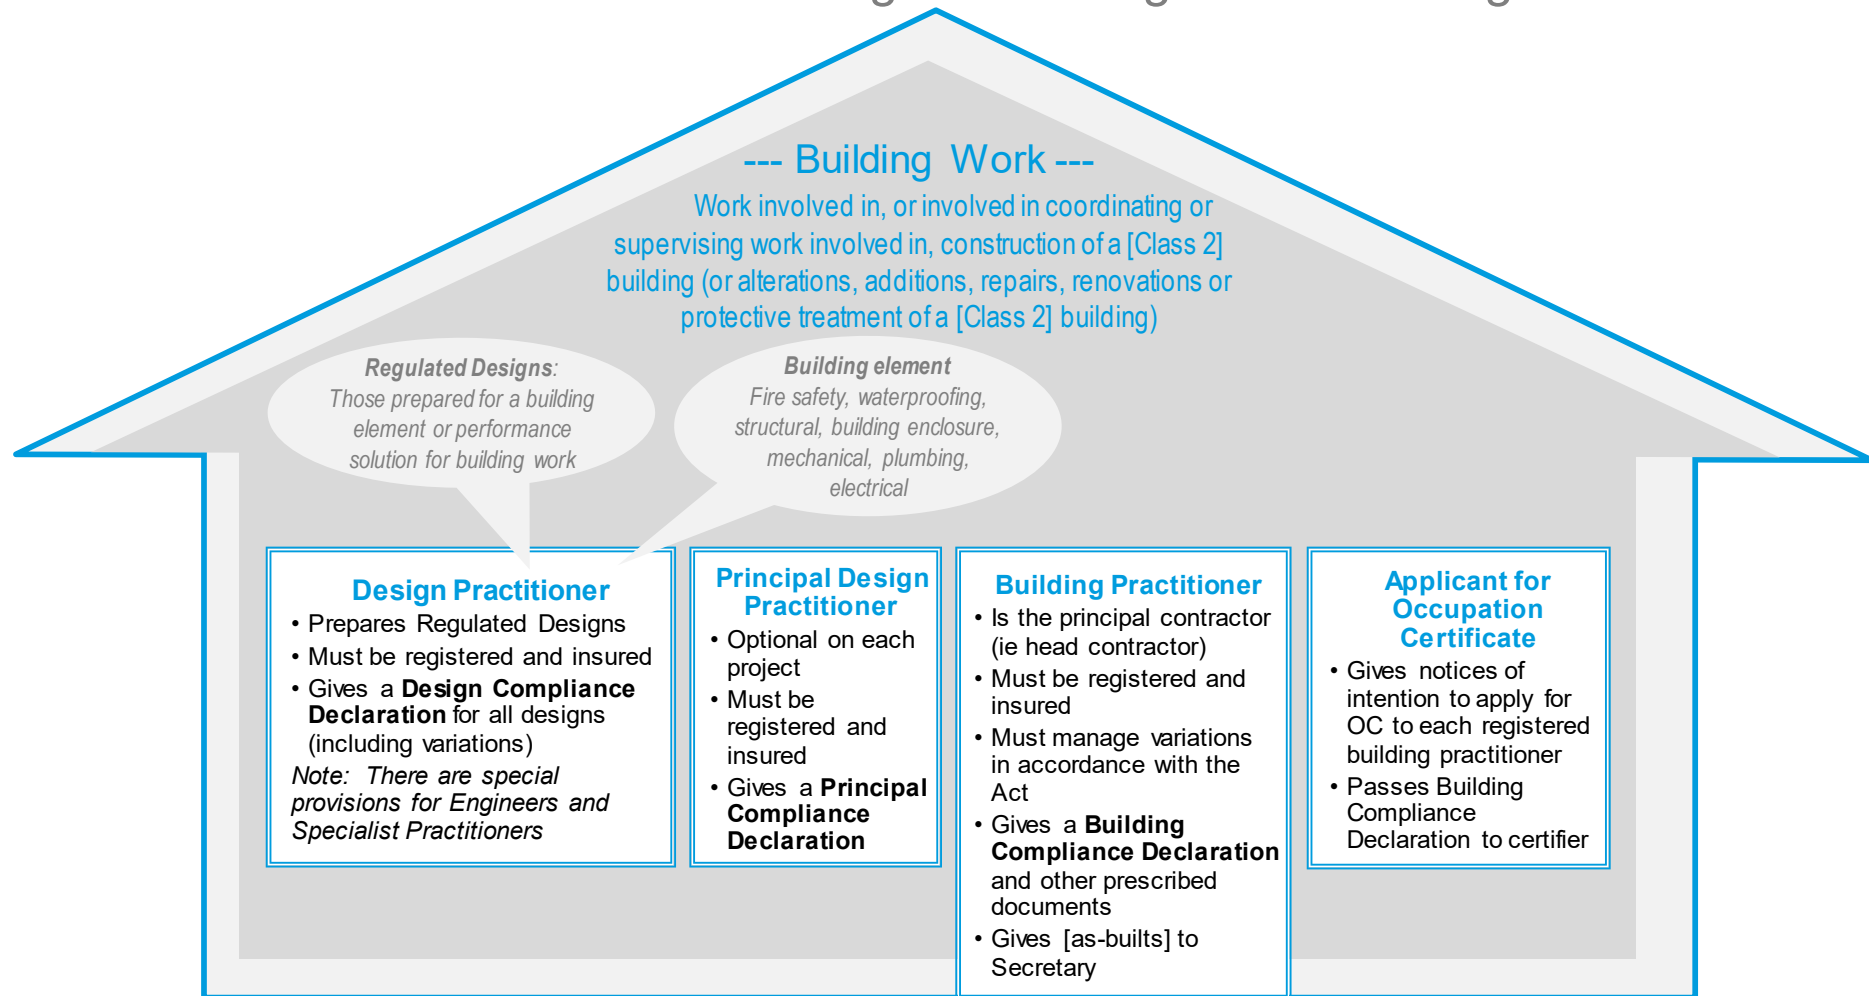 --- Building Work ---
Work involved in, or involved in coordinating or
supervising work involved in, construction of a [Class 2]
building (or alterations, additions, repairs, renovations or
protective treatment of a [Class 2] building)
Regulated Designs:
Those prepared for a building
element or performance
solution for building work
Building element
Fire safety, waterproofing,
structural, building enclosure,
mechanical, plumbing,
electrical
Design Practitioner
• Prepares Regulated Designs
• Must be registered and insured
• Gives a Design Compliance
Declaration for all designs
(including variations)
Note: There are special
provisions for Engineers and
Specialist Practitioners
Principal Design
Practitioner
• Optional on each
project
• Must be
registered and
insured
• Gives a Principal
Compliance
Declaration
Building Practitioner
• Is the principal contractor
(ie head contractor)
• Must be registered and
insured
• Must manage variations
in accordance with the
Act
• Gives a Building
Compliance Declaration
and other prescribed
documents
• Gives [as-builts] to
Secretary
Applicant for
Occupation
Certificate
• Gives notices of
intention to apply for
OC to each registered
building practitioner
• Passes Building
Compliance
Declaration to certifier